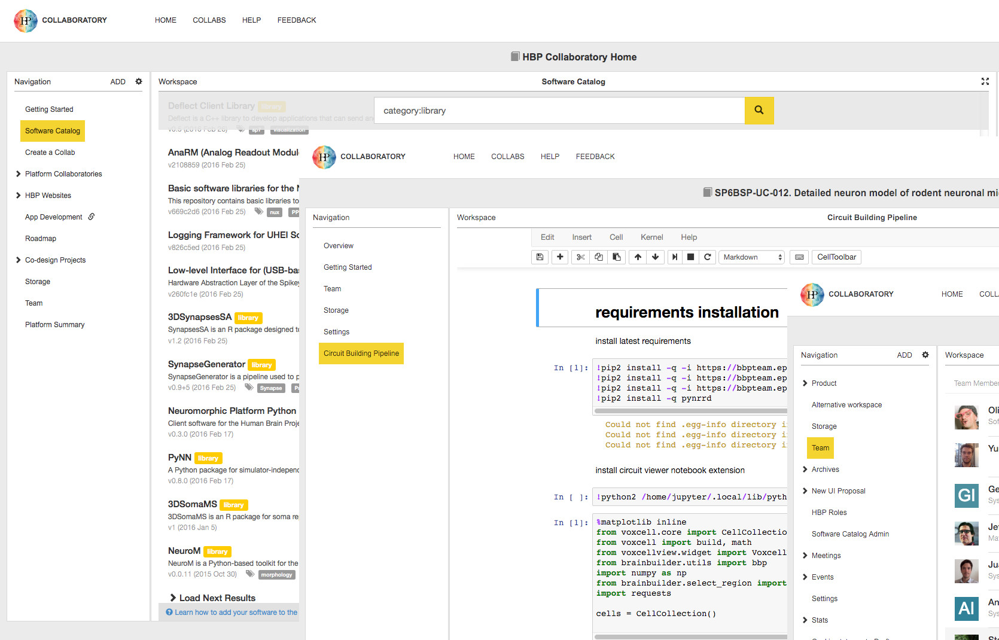 HP COLLABORATORY HOME COLLABS HELP FEEDBACK
HBP Collaboratory Home
Navigation ADD
Getting Started
Software Catalog
Create a Collab
Platform Collaboratories
HBP Websites
App Development
Roadmap
Co-design Projects
Storage
Team
Platform Summary
Workspace Software Catalog
category:library
Deflect Client Library library
Deflect is a C++ library to develop applications that can send
(2016 Feb 26) sp7 visualization
AnaRM (Analog Readout Modul
v2108859 (2016 Feb 25)
Basic software libraries for the
This repository contains basic libraries to
v669c2d6 (2016 Feb 25) nux PP
Logging Framework for UHEI
v826c5ed (2016 Feb 25)
Low-level Interface for (USB-ba
Hardware Abstraction Layer of the Spikey
v260fc1e (2016 Feb 25)
3DSynapsesSA library
SynapsesSA is an R package designed to
v1.2 (2016 Feb 25)
SynapseGenerator library
SynapseGenerator is a pipeline used to
v0.9+5 (2016 Feb 25) Synapse
Neuromorphic Platform Python
Client software for the Human Brain Proje
v0.3.0 (2016 Feb 17)
PyNN library
A Python package for simulator-independ
v0.8.0 (2016 Feb 17)
3DSomaMS library
3DSomaMS is an R package for soma re
v1 (2016 Jan 5)
NeuroM library
NeuroM is a Python-based toolkit for the
v0.0.11 (2015 Oct 30) morphology
Load Next Results
Learn how to add your software to the
HP COLLABORATORY HOME COLLABS HELP FEEDBACK
SP6BSP-UC-012. Detailed neuron model of rodent neuronal mi
Navigation
Overview
Getting Started
Team
Storage
Settings
Circuit Building Pipeline
Workspace Circuit Building Pipeline
Edit Insert Cell Kernel Help
Markdown CellToolbar
requirements installation
install latest requirements
In [1]: !pip2 install -q -i https://bbpteam.ep
!pip2 install -q -i https://bbpteam.ep
!pip2 install -q -i https://bbpteam.ep
!pip2 install -q pynrrd
Could not find .egg-info directory i
Could not find .egg-info directory i
Could not find .egg-info directory i
install circuit viewer notebook extension
In [ ]: !python2 /home/jupyter/.local/lib/pyth
In [1]: %matplotlib inline
from voxcell.core import CellCollectio
from voxcell import build, math
from voxcellview.widget import Voxcell
from brainbuilder.utils import bbp
import numpy as np
from brainbuilder.select_region import
import requests
cells = CellCollection()
HP COLLABORATORY HOME COLLA
Navigation ADD
Product
Alternative workspace
Storage
Team
Archives
New UI Proposal
HBP Roles
Software Catalog Admin
Meetings
Events
Settings
Stats
Workspace
Team Member
Oli
Sof
Yu
GI Ge
Sys
Je
Ma
Jua
Sys
AI An
Sys